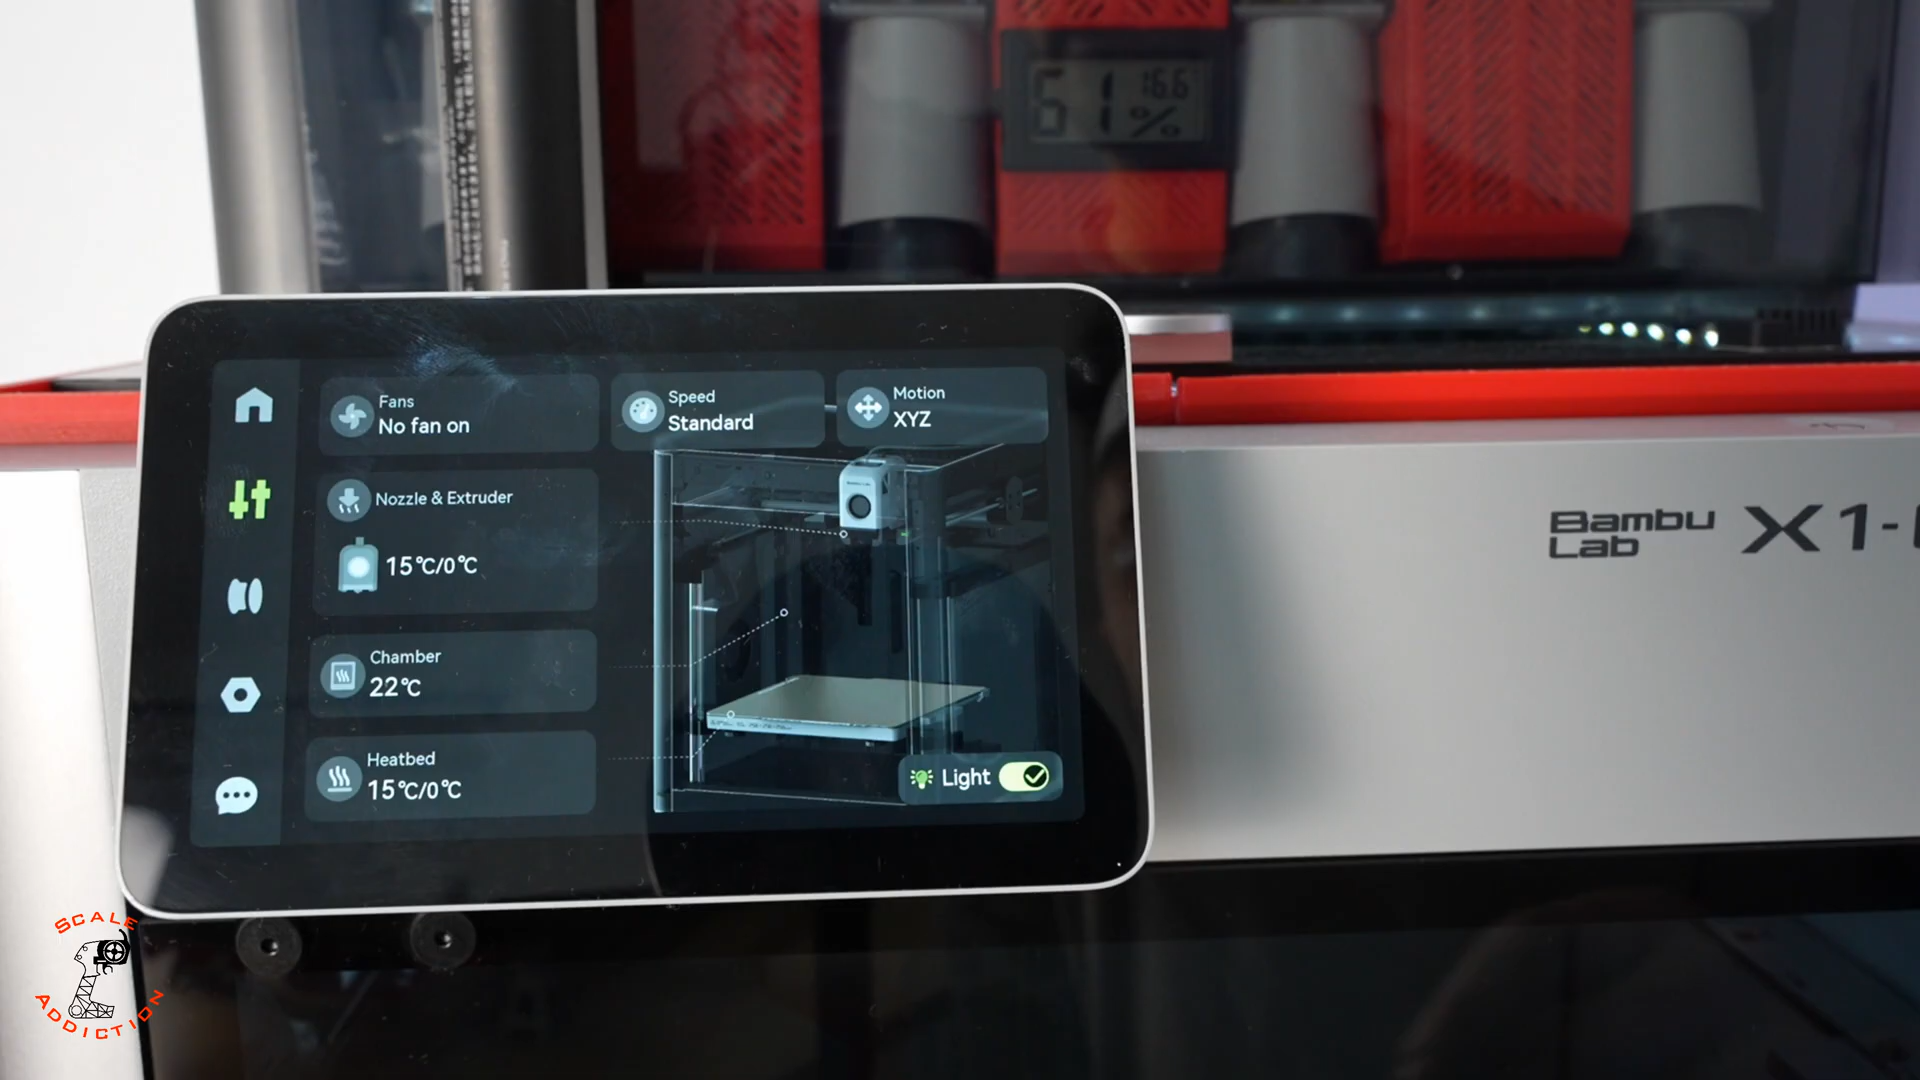 16.6
61%
Fans
No fan on
Speed
Standard
Motion
XYZ
Nozzle & Extruder
15℃/0℃
Chamber
22℃
Heatbed
15℃/0℃
Light
Bambu
Lab
X1-
SCALE
ADDICTION